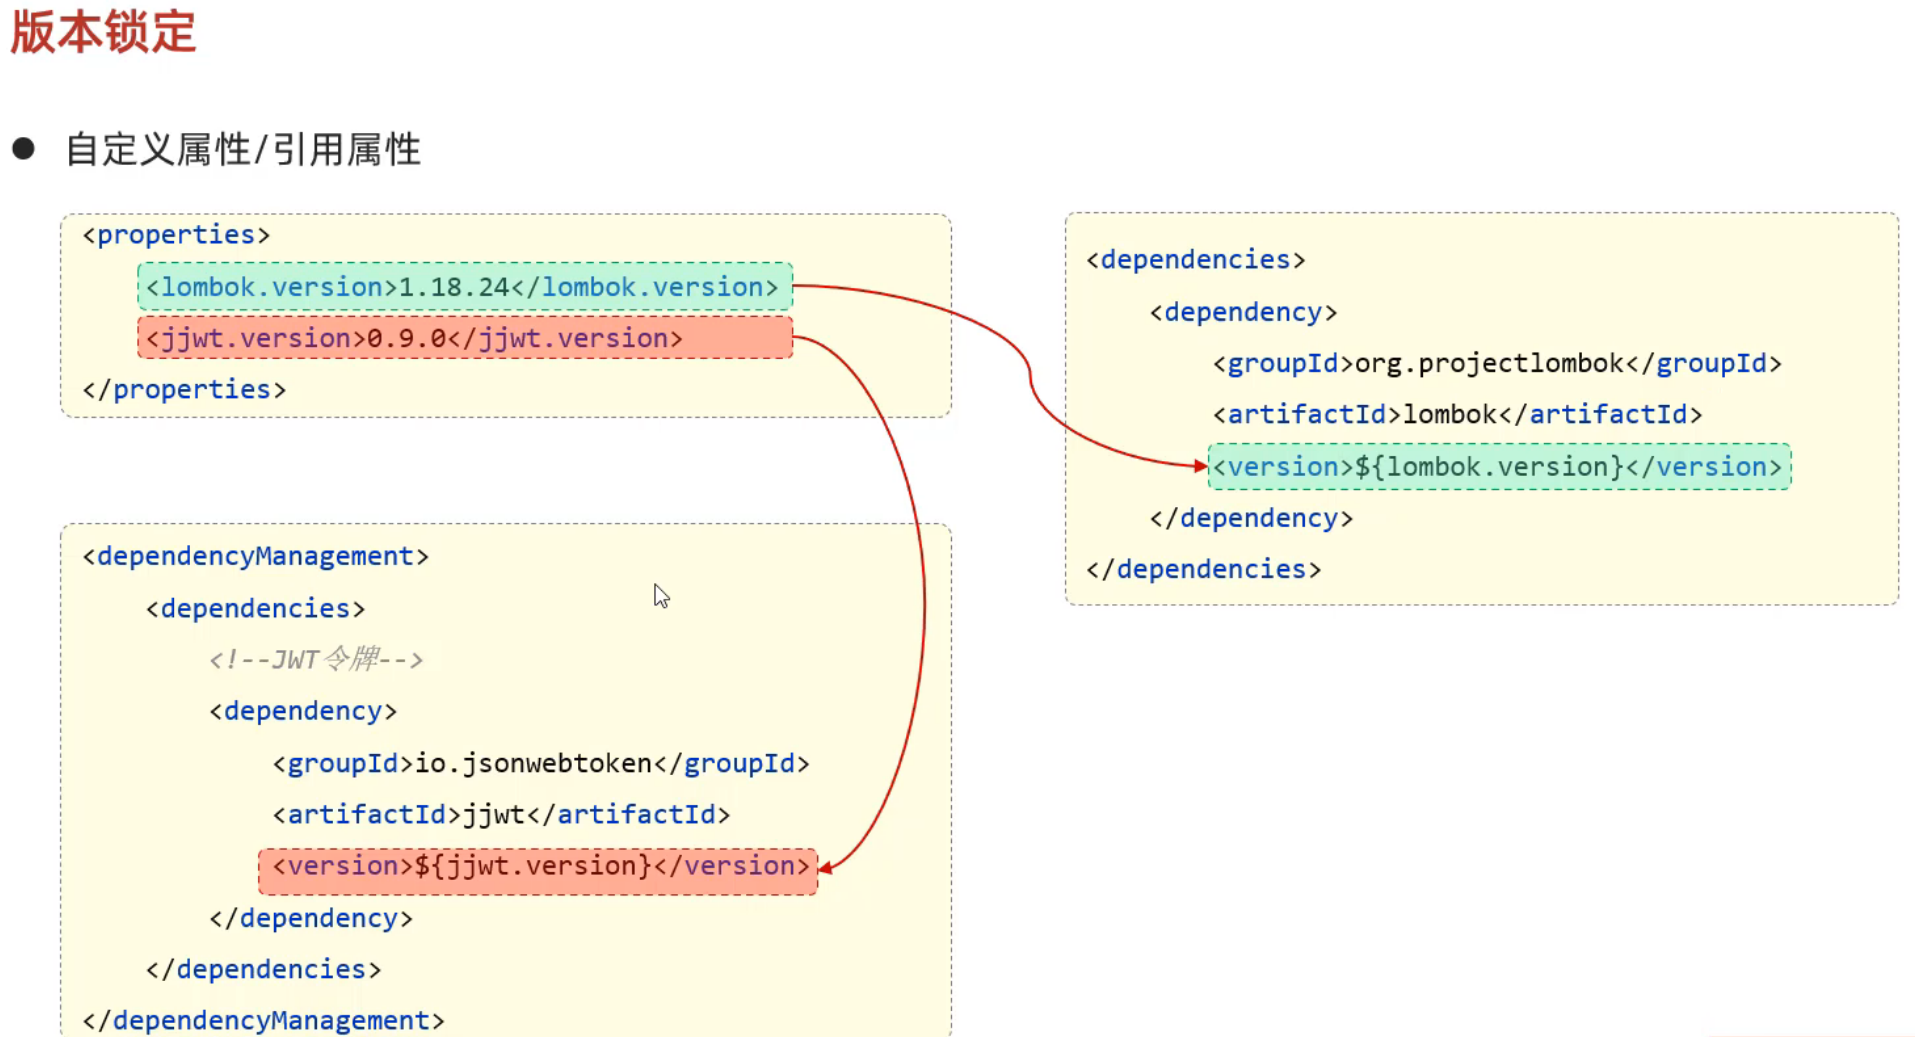 版本锁定
● 自定义属性/引用属性
<properties>
<lombok.version>1.18.24</lombok.version>
<jjwt.version>0.9.0</jjwt.version>
</properties>
<dependencyManagement>
<dependencies>
<!--JWT令牌-->
<dependency>
<groupId>io.jsonwebtoken</groupId>
<artifactId>jjwt</artifactId>
<version>${jjwt.version}</version>
</dependency>
</dependencies>
</dependencyManagement>
<dependencies>
<dependency>
<groupId>org.projectlombok</groupId>
<artifactId>lombok</artifactId>
<version>${lombok.version}</version>
</dependency>
</dependencies>